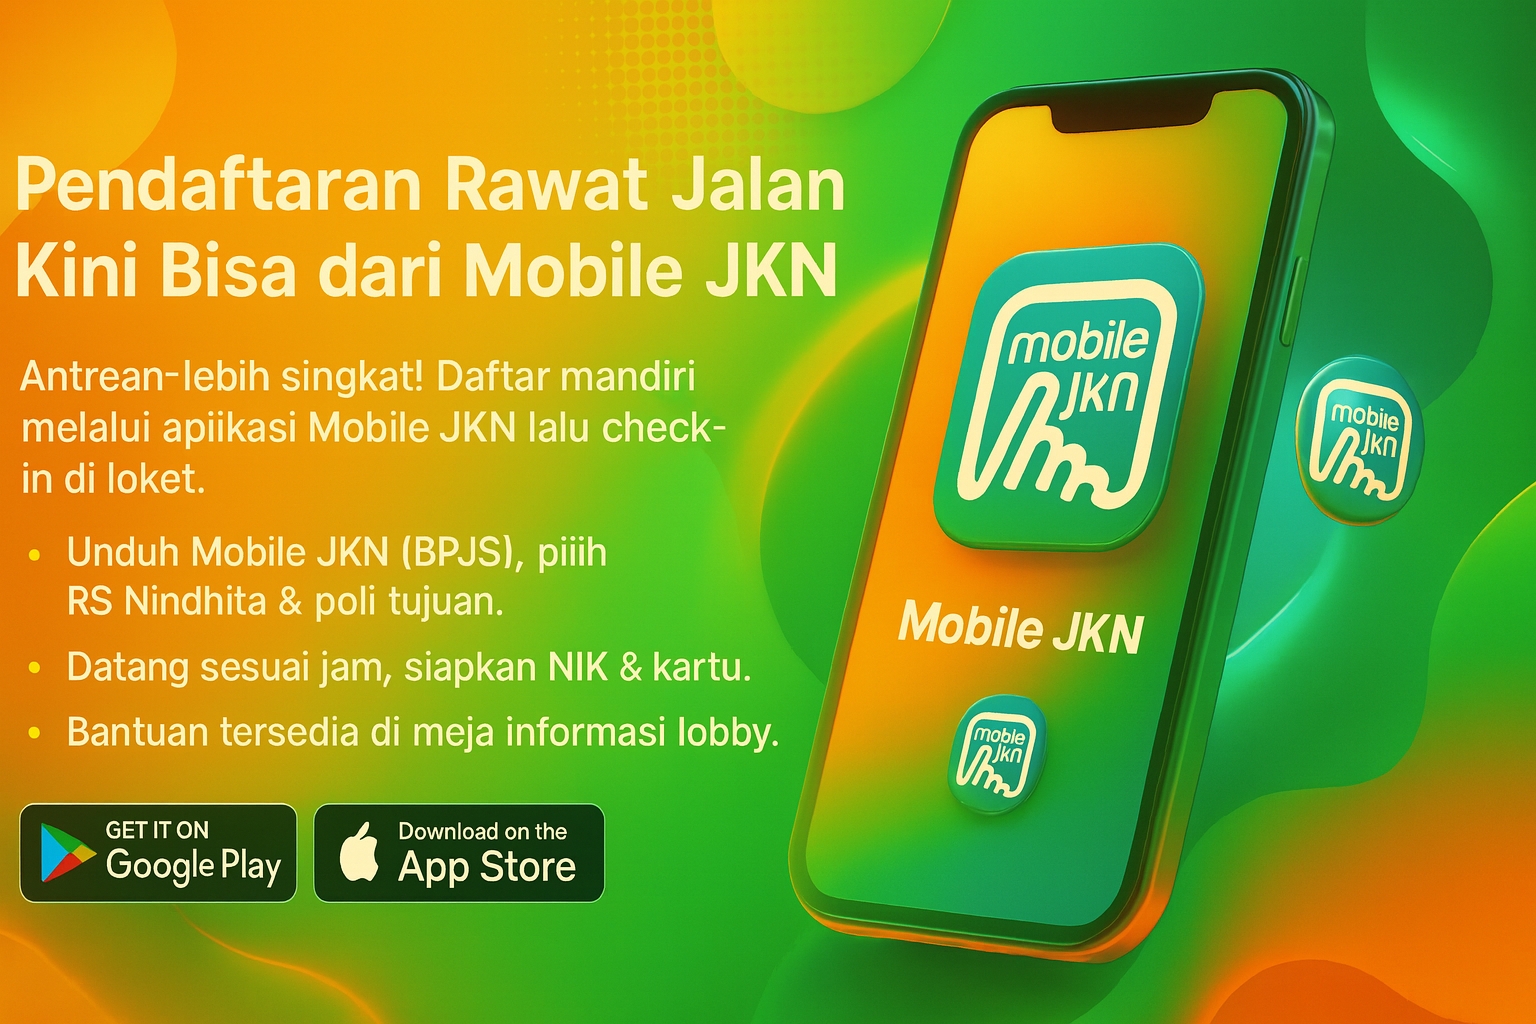 Pendaftaran Rawat Jalan
Kini Bisa dari Mobile JKN
Antrean-lebih singkat! Daftar mandiri
melalui apiikasi Mobile JKN lalu check-
in di loket.
• Unduh Mobile JKN (BPJS), piiih
RS Nindhita & poli tujuan.
• Datang sesuai jam, siapkan NIK & kartu.
• Bantuan tersedia di meja informasi lobby.
GET IT ON
Google Play
Download on the
App Store
mobile
JKN
Mobile JKN
mobile
JKN
mobile
JKN